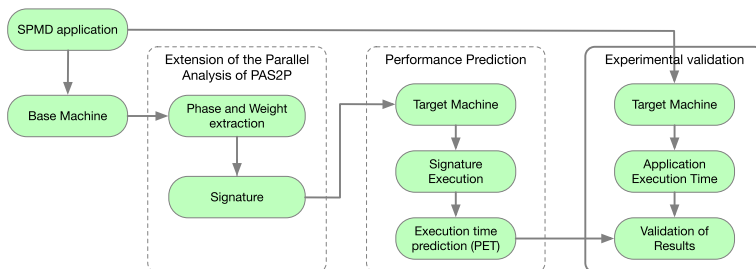 SPMD application
Base Machine
Extension of the Parallel
Analysis of PAS2P
Phase and Weight
extraction
Signature
Performance Prediction
Target Machine
Signature
Execution
Execution time
prediction (PET)
Experimental validation
Target Machine
Application
Execution Time
Validation of
Results